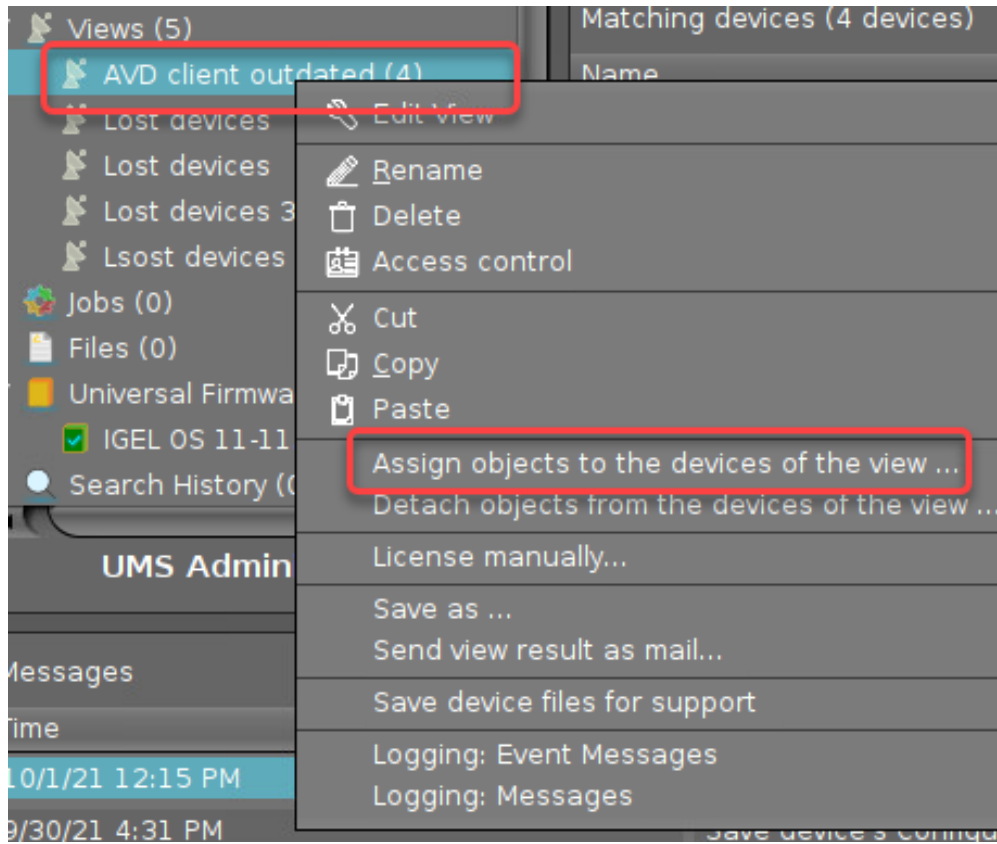 Views (5)
Matching devices (4 devices)
AVD client outdated (4)
Name
Lost devices
Edit View
Lost devices
Rename
Lost devices 3
Delete
Lsost devices
Access control
Jobs (0)
Cut
Files (0)
Copy
Universal Firmwa
Paste
IGEL OS 11-11
Assign objects to the devices of the view ...
Search History (
Detach objects from the devices of the view ...
UMS Admin
License manually...
Save as ...
Send view result as mail...
Messages
Save device files for support
Time
Logging: Event Messages
10/1/21 12:15 PM
Logging: Messages
9/30/21 4:31 PM
Save device's configu